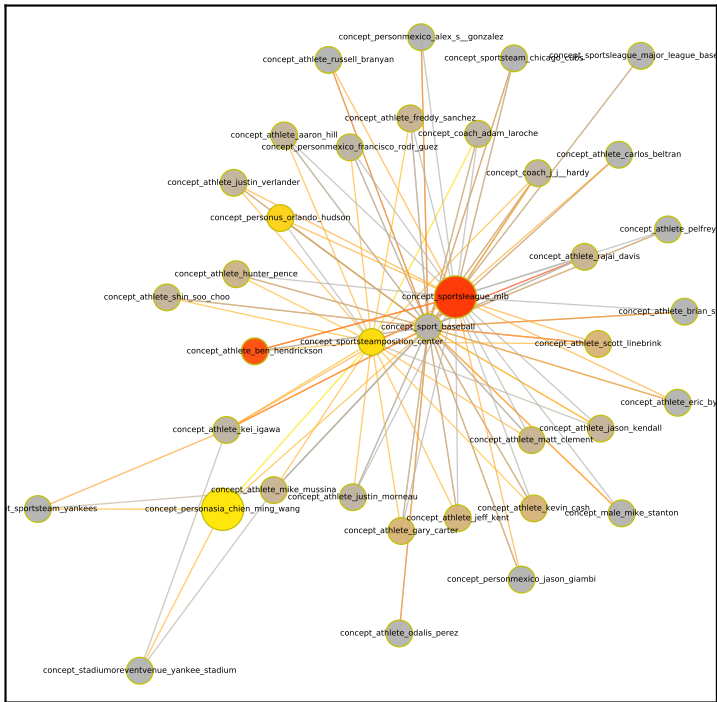 concept_personmexico_alex_s__gonzalez
concept_athlete_russell_branyan
concept_sportsteam_chicago_cubs
concept_sportsleague_major_league_base
concept_athlete_freddy_sanchez
concept_athlete_aaron_hill
concept_coach_adam_laroche
concept_personmexico_francisco_rodr_guez
concept_athlete_carlos_beltran
concept_coach_j_j__hardy
concept_athlete_justin_verlander
concept_personus_orlando_hudson
concept_athlete_pelfrey
concept_athlete_rajai_davis
concept_athlete_hunter_pence
concept_athlete_shin_soo_choo
concept_sportsleague_mlb
concept_athlete_brian_s
concept_sport_baseball
concept_sportsteamposition_center
concept_athlete_scott_linebrink
concept_athlete_ben_hendrickson
concept_athlete_eric_by
concept_athlete_kei_igawa
concept_athlete_jason_kendall
concept_athlete_matt_clement
concept_athlete_mike_mussina
concept_athlete_justin_morneau
pt_sportsteam_yankees
concept_personasia_chien_ming_wang
concept_athlete_kevin_cash
concept_male_mike_stanton
concept_athlete_jeff_kent
concept_athlete_gary_carter
concept_personmexico_jason_giambi
concept_athlete_odalis_perez
concept_stadiumoreventvenue_yankee_stadium